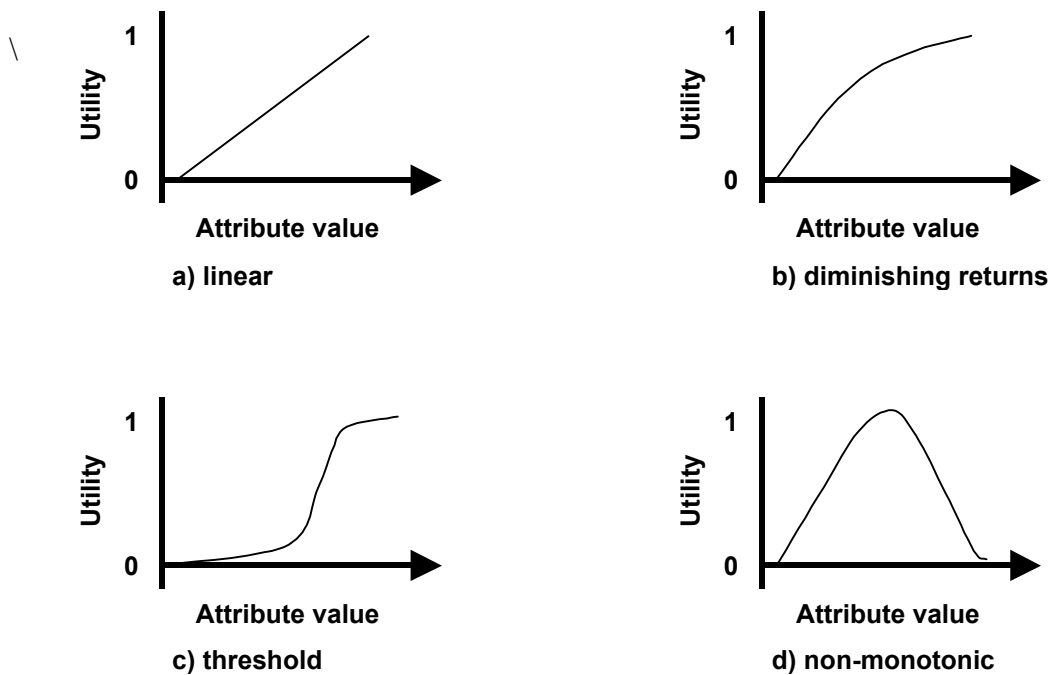 \
1
Utility
0
Attribute value
a) linear
1
Utility
0
Attribute value
b) diminishing returns
1
Utility
0
Attribute value
c) threshold
1
Utility
0
Attribute value
d) non-monotonic